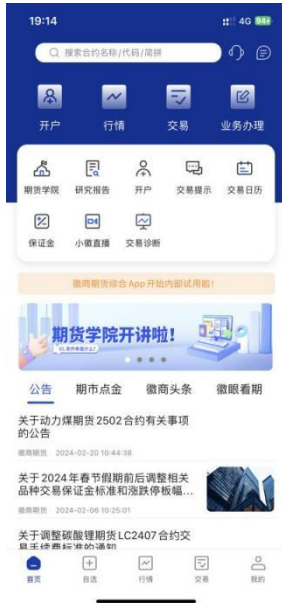 19:14
4G 94
搜索合约名称/代码/简拼
开户 行情 交易 业务办理
期货学院 研究报告 开户 交易提示 交易日历
保证金 小徽直播 交易诊断
徽商期货综合App开始内部试用啦!
期货学院开讲啦!
公告 期市点金 徽商头条 徽眼看期
关于动力煤期货2502合约有关事项
的公告
徽商期货 2024-02-20 10:44:38
关于2024年春节假期前后调整相关
品种交易保证金标准和涨跌停板幅...
徽商期货 2024-02-06 10:25:01
关于调整碳酸锂期货LC2407合约交
易手续费标准的通知
首页 自选 行情 交易 我的